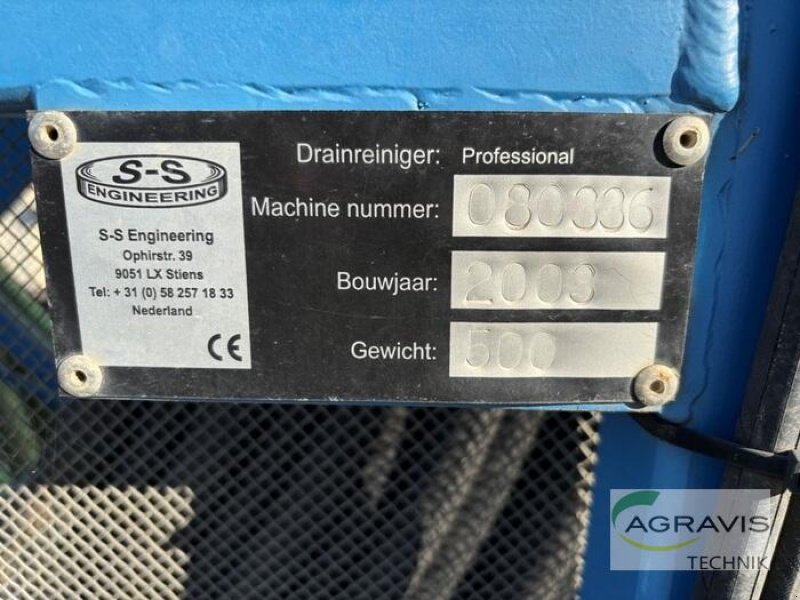 S-S
ENGINEERING
S-S Engineering
Ophirstr. 39
9051 LX Stiens
Tel: + 31 (0) 58 257 18 33
Nederland
CE
Drainreiniger: Professional
Machine nummer: 080336
Bouwjaar: 2003
Gewicht: 500
AGRAVIS
TECHNIK